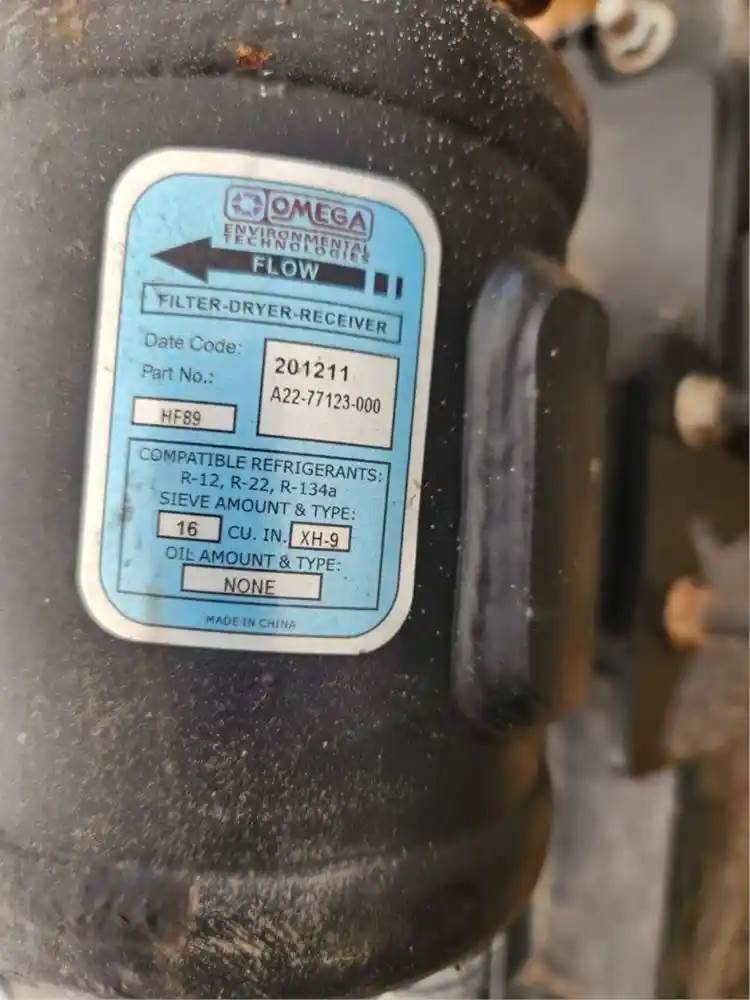 OMEGA
ENVIRONMENTAL
TECHNOLOGIES
FLOW
FILTER-DRYER-RECEIVER
Date Code:
201211
Part No.:
A22-77123-000
HF89
COMPATIBLE REFRIGERANTS:
R-12, R-22, R-134a
SIEVE AMOUNT & TYPE:
16 CU. IN. XH-9
OIL AMOUNT & TYPE:
NONE
MADE IN CHINA